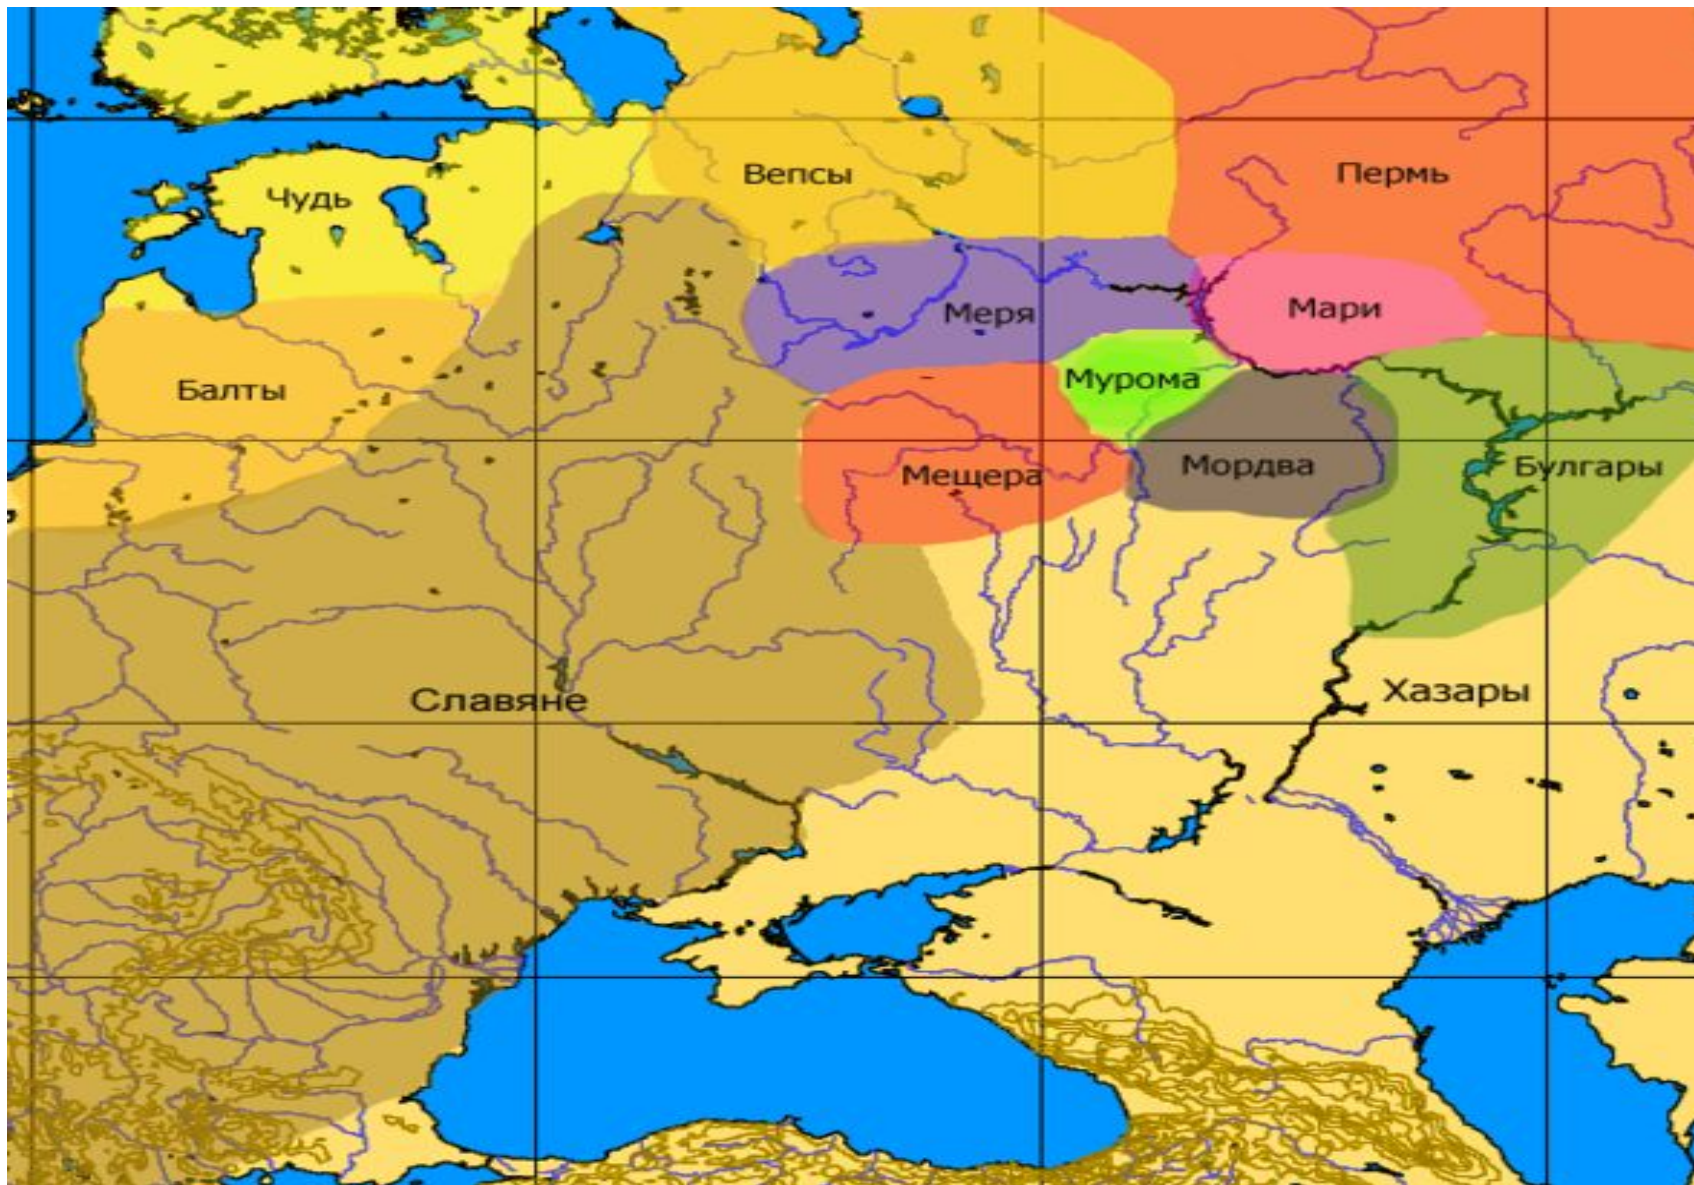 Вепсы
Пермь
Чудь
Меря
Мари
Мурома
Балты
Мещера
Мордва
Булгары
Славяне
Хазары